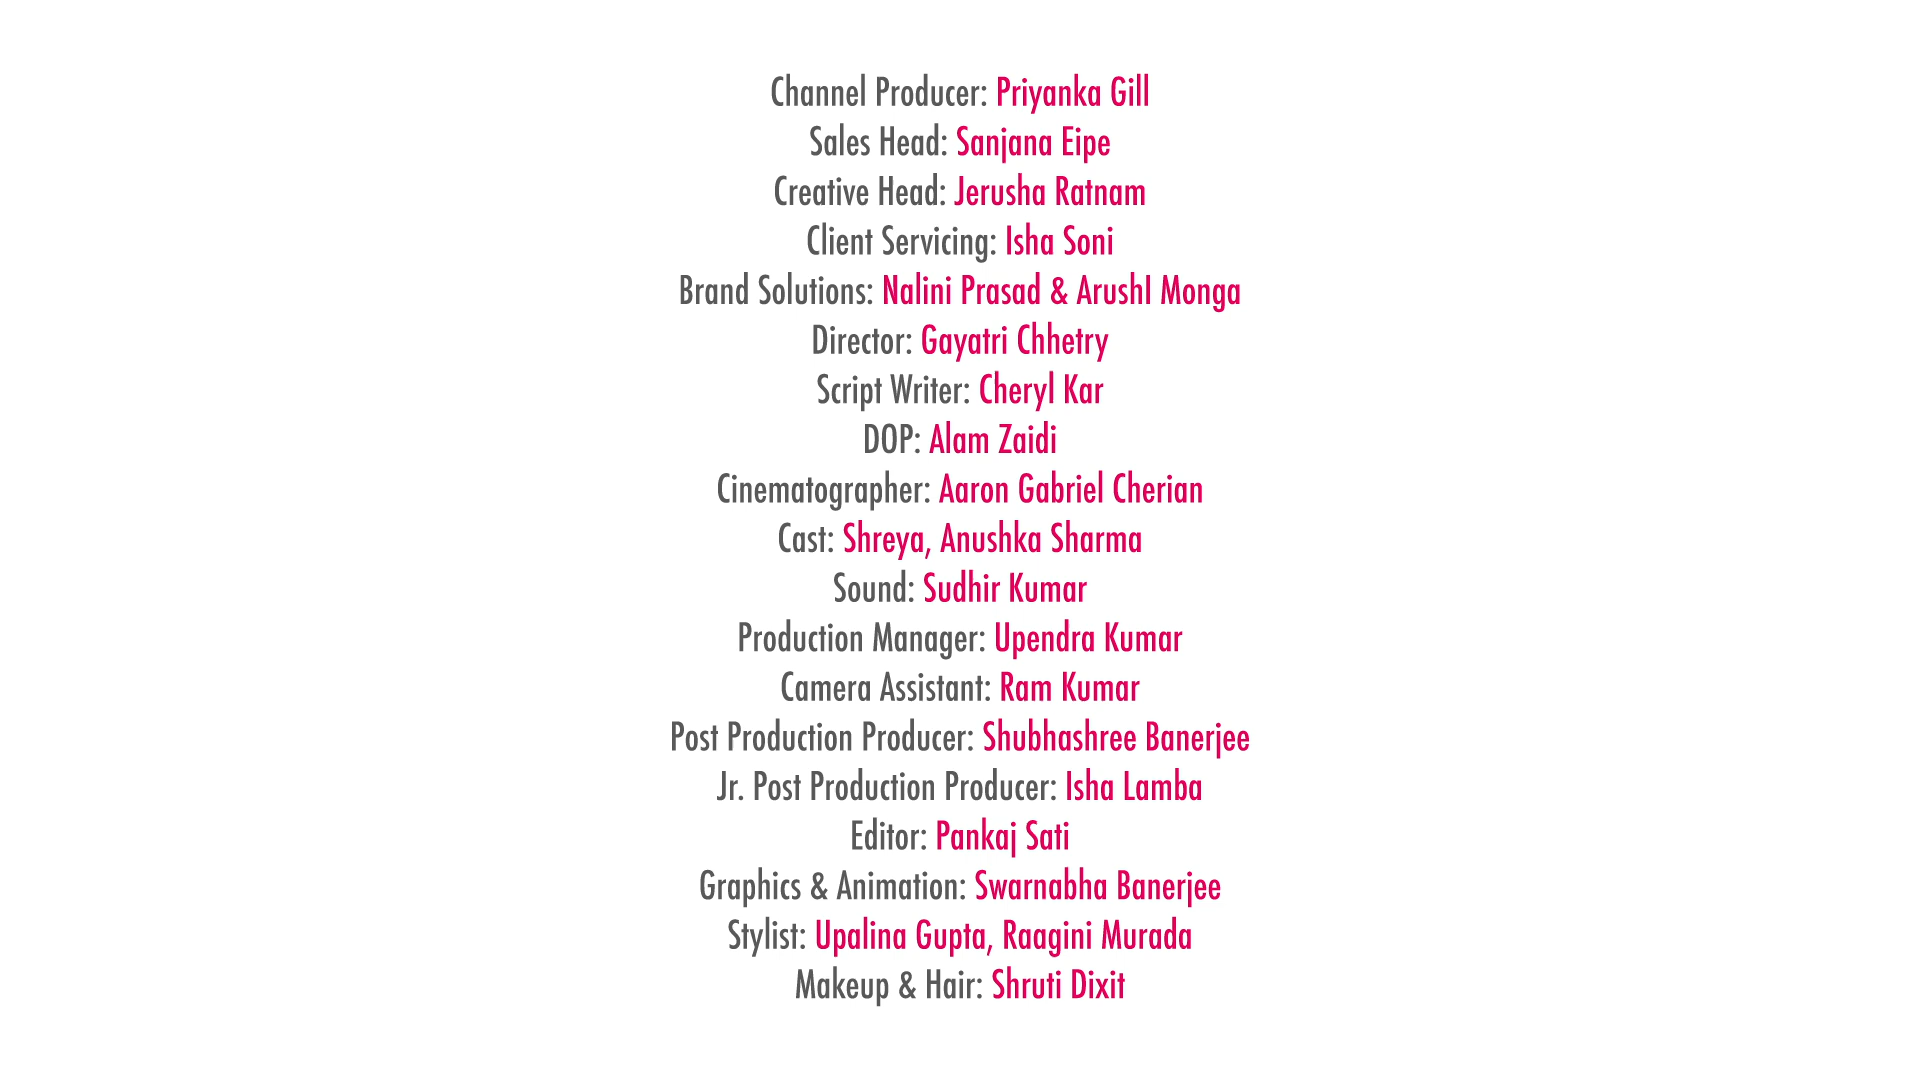 Channel Producer: Priyanka Gill
Sales Head: Sanjana Eipe
Creative Head: Jerusha Ratnam
Client Servicing: Isha Soni
Brand Solutions: Nalini Prasad & ArushI Monga
Director: Gayatri Chhetry
Script Writer: Cheryl Kar
DOP: Alam Zaidi
Cinematographer: Aaron Gabriel Cherian
Cast: Shreya, Anushka Sharma
Sound: Sudhir Kumar
Production Manager: Upendra Kumar
Camera Assistant: Ram Kumar
Post Production Producer: Shubhashree Banerjee
Jr. Post Production Producer: Isha Lamba
Editor: Pankaj Sati
Graphics & Animation: Swarnabha Banerjee
Stylist: Upalina Gupta, Raagini Murada
Makeup & Hair: Shruti Dixit